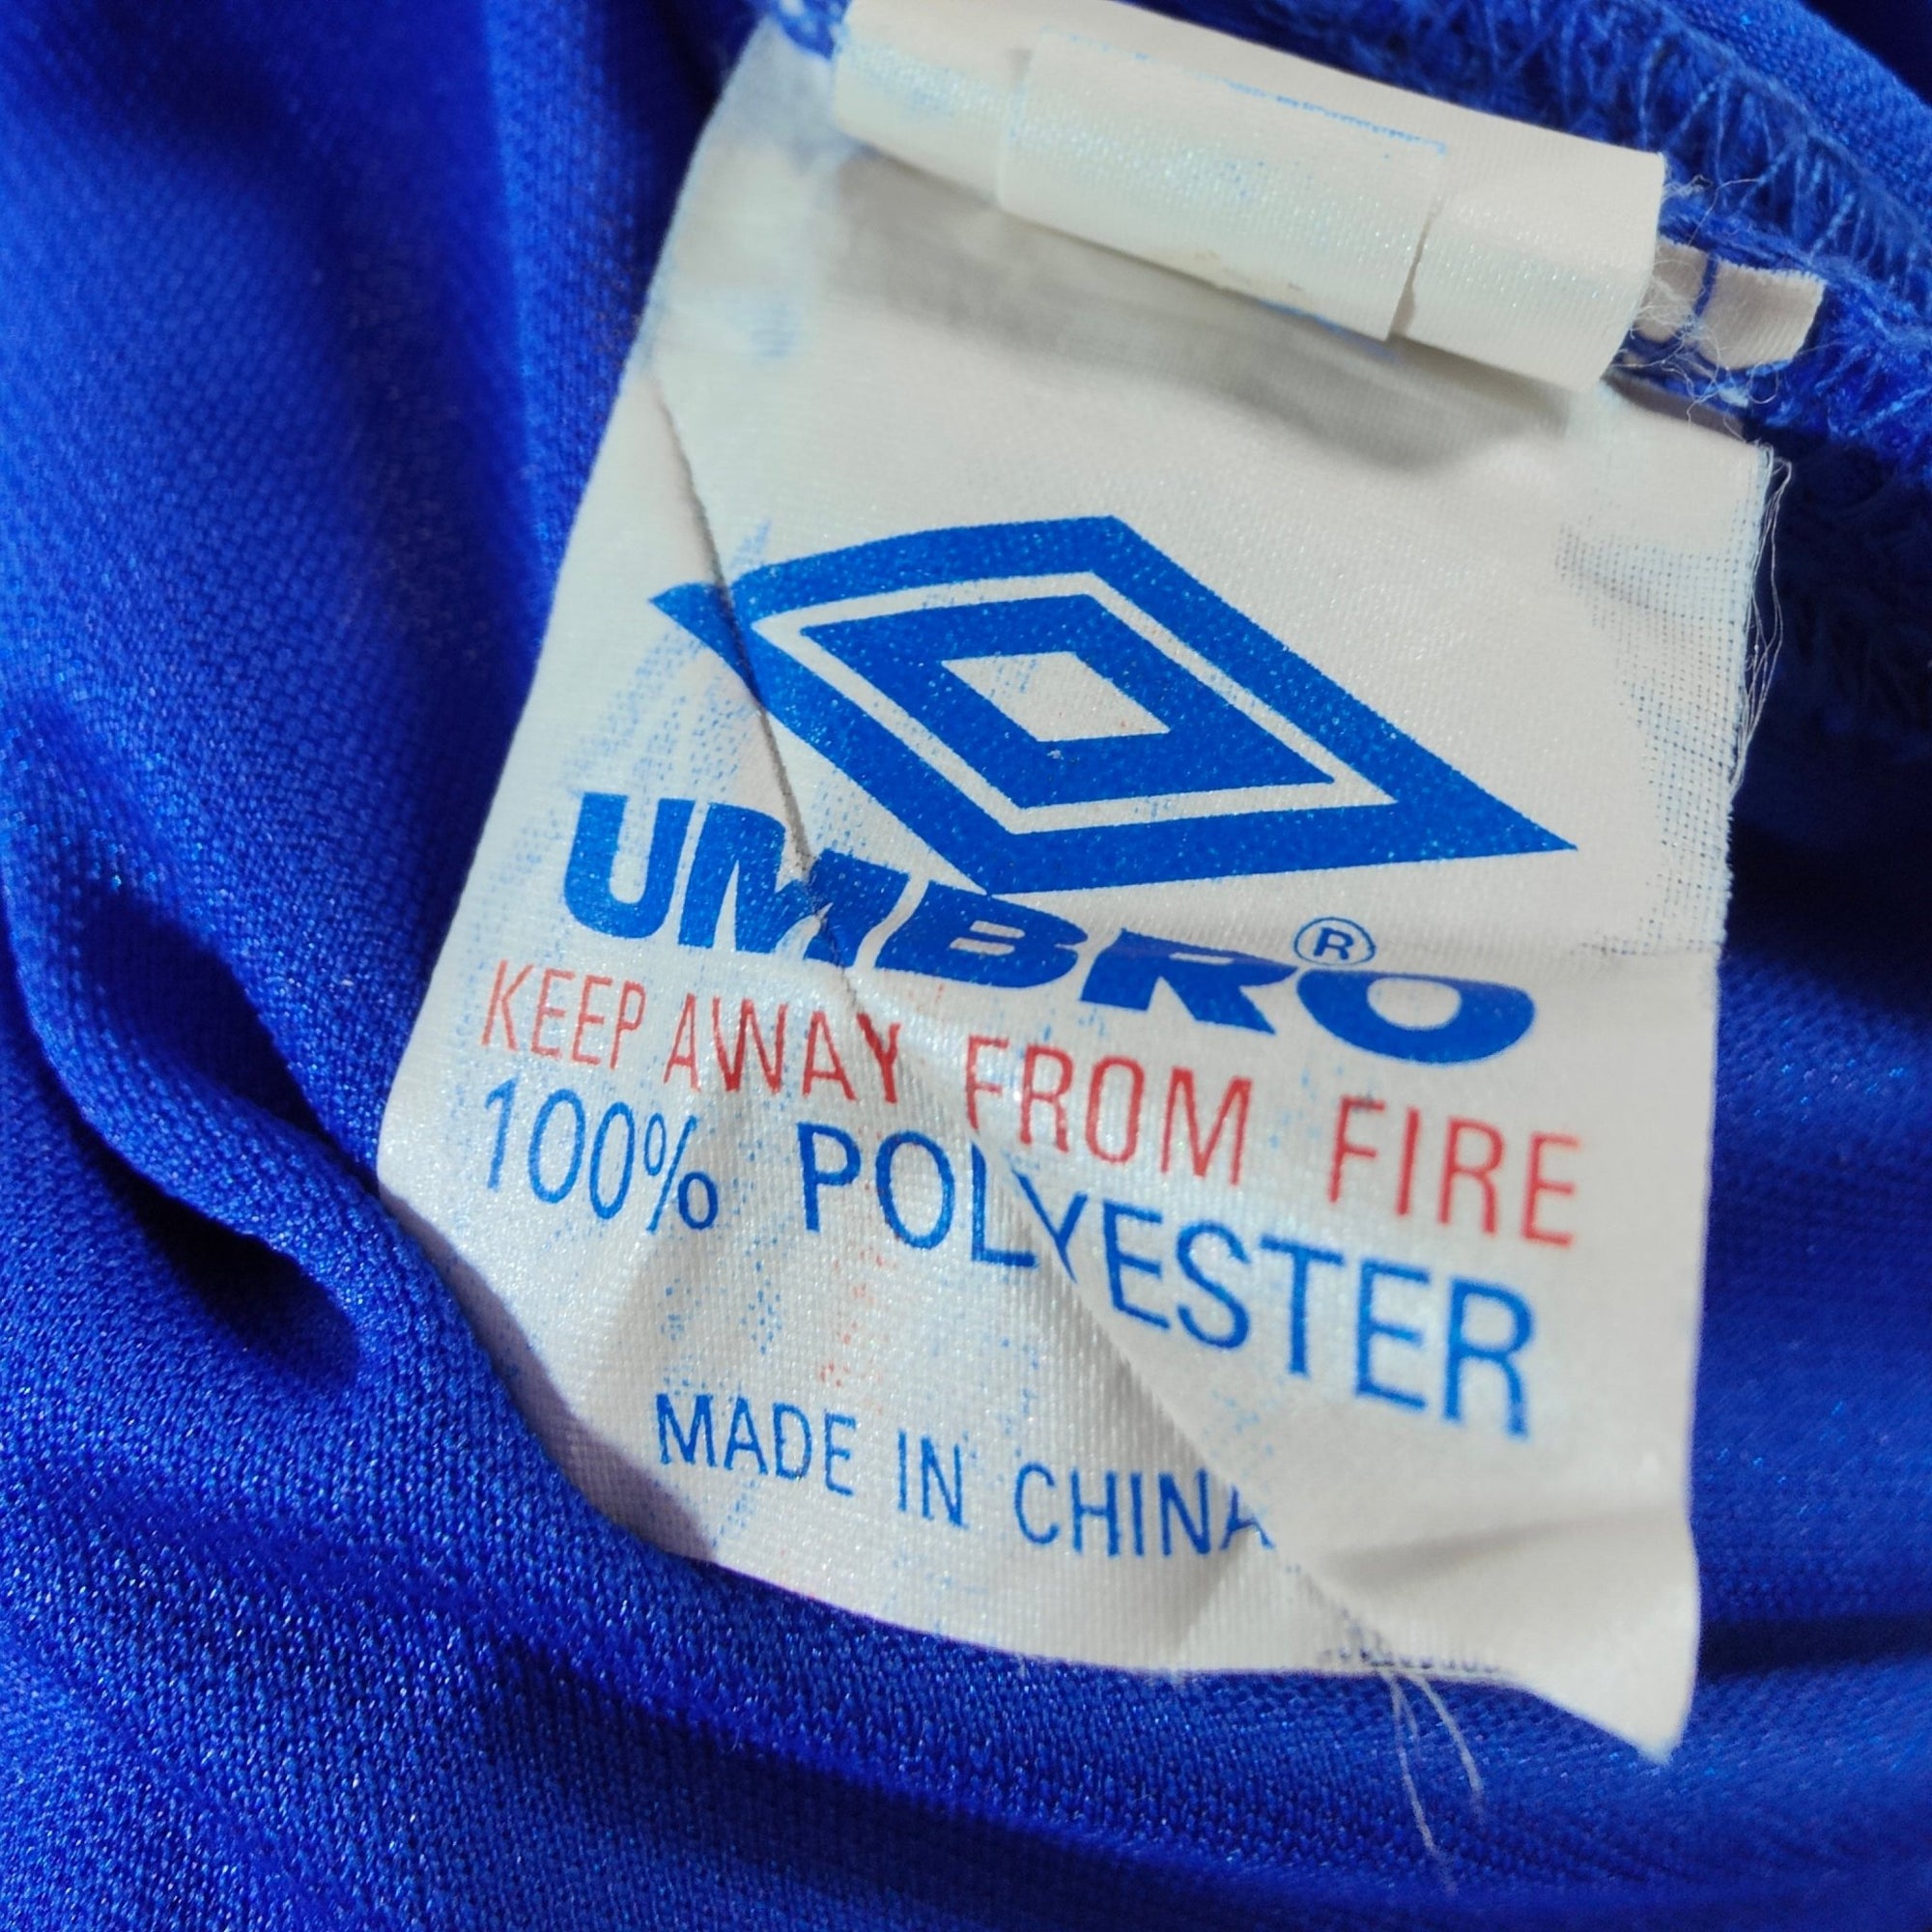 UMBRO®
KEEP AWAY FROM FIRE
100% POLYESTER
MADE IN CHINA